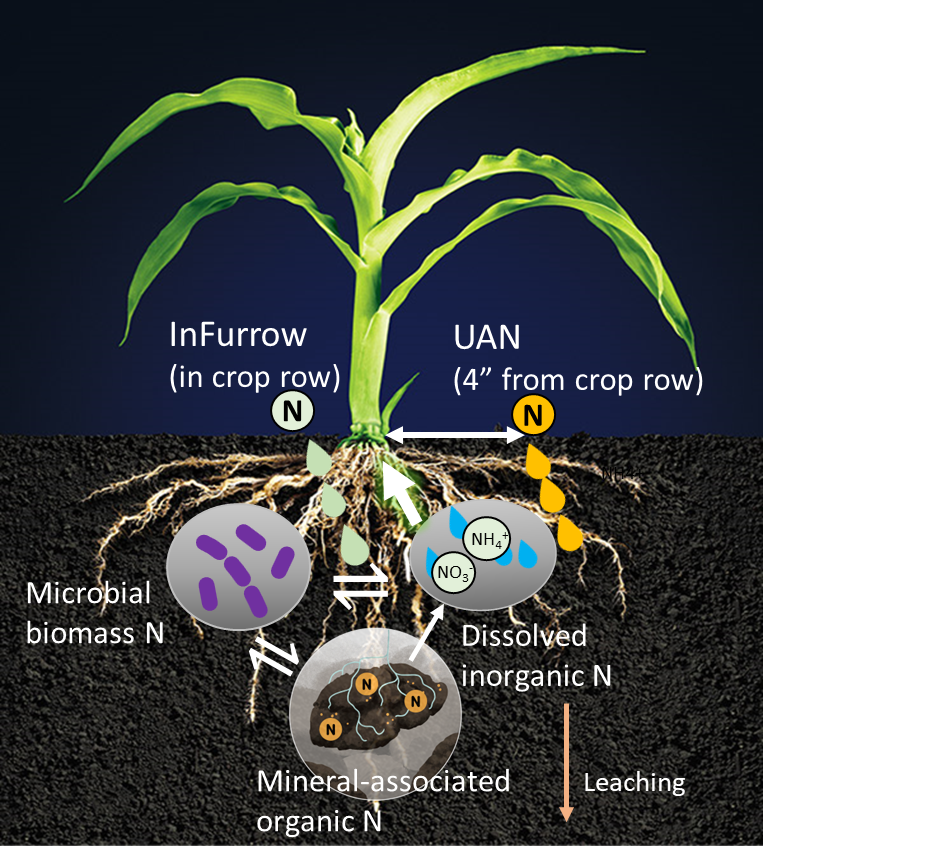 InFurrow
(in crop row)
N
UAN
(4” from crop row)
N
NH₄⁺
NO₃⁻
Microbial
biomass N
Dissolved
inorganic N
N
N
N
Mineral-associated
organic N
Leaching